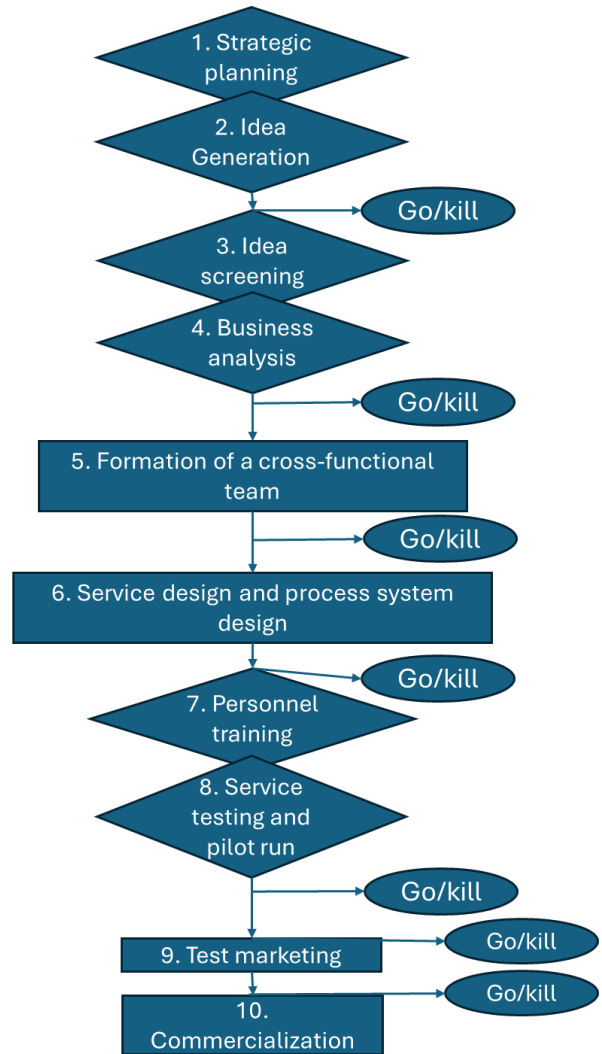 1. Strategic
planning
2. Idea
Generation
Go/kill
3. Idea
screening
4. Business
analysis
Go/kill
5. Formation of a cross-functional
team
Go/kill
6. Service design and process system
design
Go/kill
7. Personnel
training
8. Service
testing and
pilot run
Go/kill
Go/kill
9. Test marketing
Go/kill
10.
Commercialization